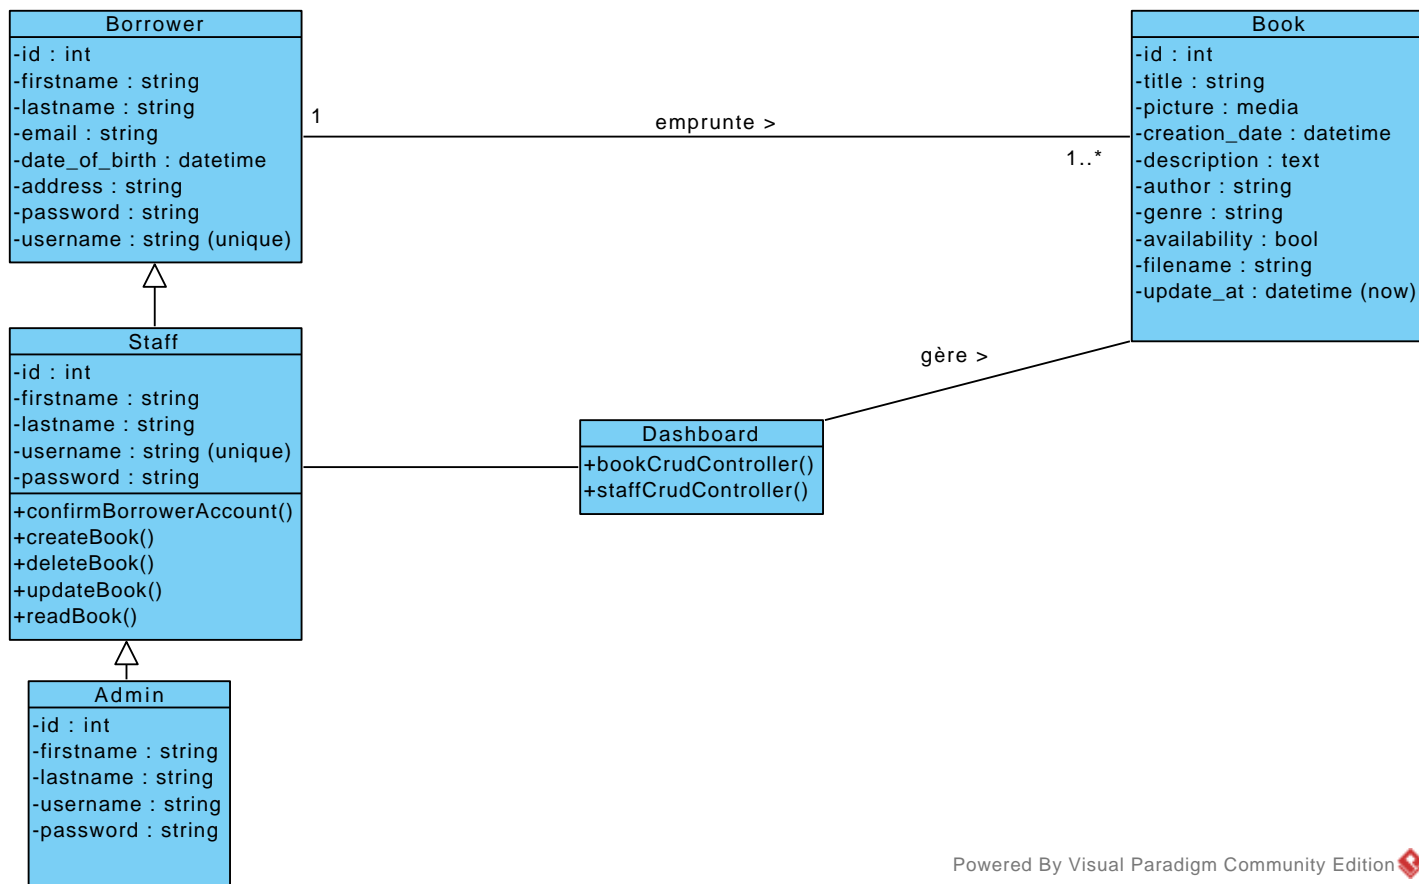 Borrower
-id : int
-firstname : string
-lastname : string
-email : string
-date_of_birth : datetime
-address : string
-password : string
-username : string (unique)
1
emprunte >
1..*
Book
-id : int
-title : string
-picture : media
-creation_date : datetime
-description : text
-author : string
-genre : string
-availability : bool
-filename : string
-update_at : datetime (now)
Staff
-id : int
-firstname : string
-lastname : string
-username : string (unique)
-password : string
+confirmBorrowerAccount()
+createBook()
+deleteBook()
+updateBook()
+readBook()
gère >
Dashboard
+bookCrudController()
+staffCrudController()
Admin
-id : int
-firstname : string
-lastname : string
-username : string
-password : string
Powered By Visual Paradigm Community Edition